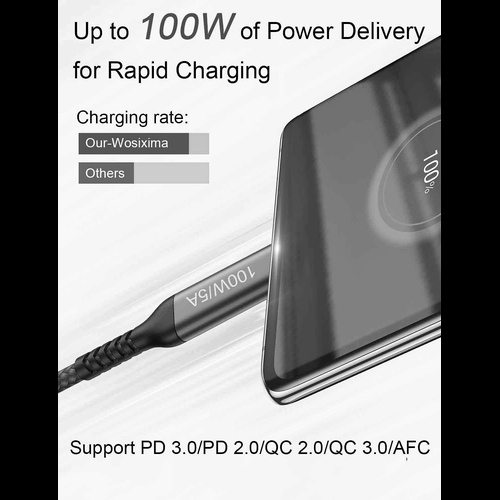 Up to 100W of Power Delivery
for Rapid Charging
Charging rate:
Our-Wosixima
Others
100%
100W/5A
Support PD 3.0/PD 2.0/QC 2.0/QC 3.0/AFC